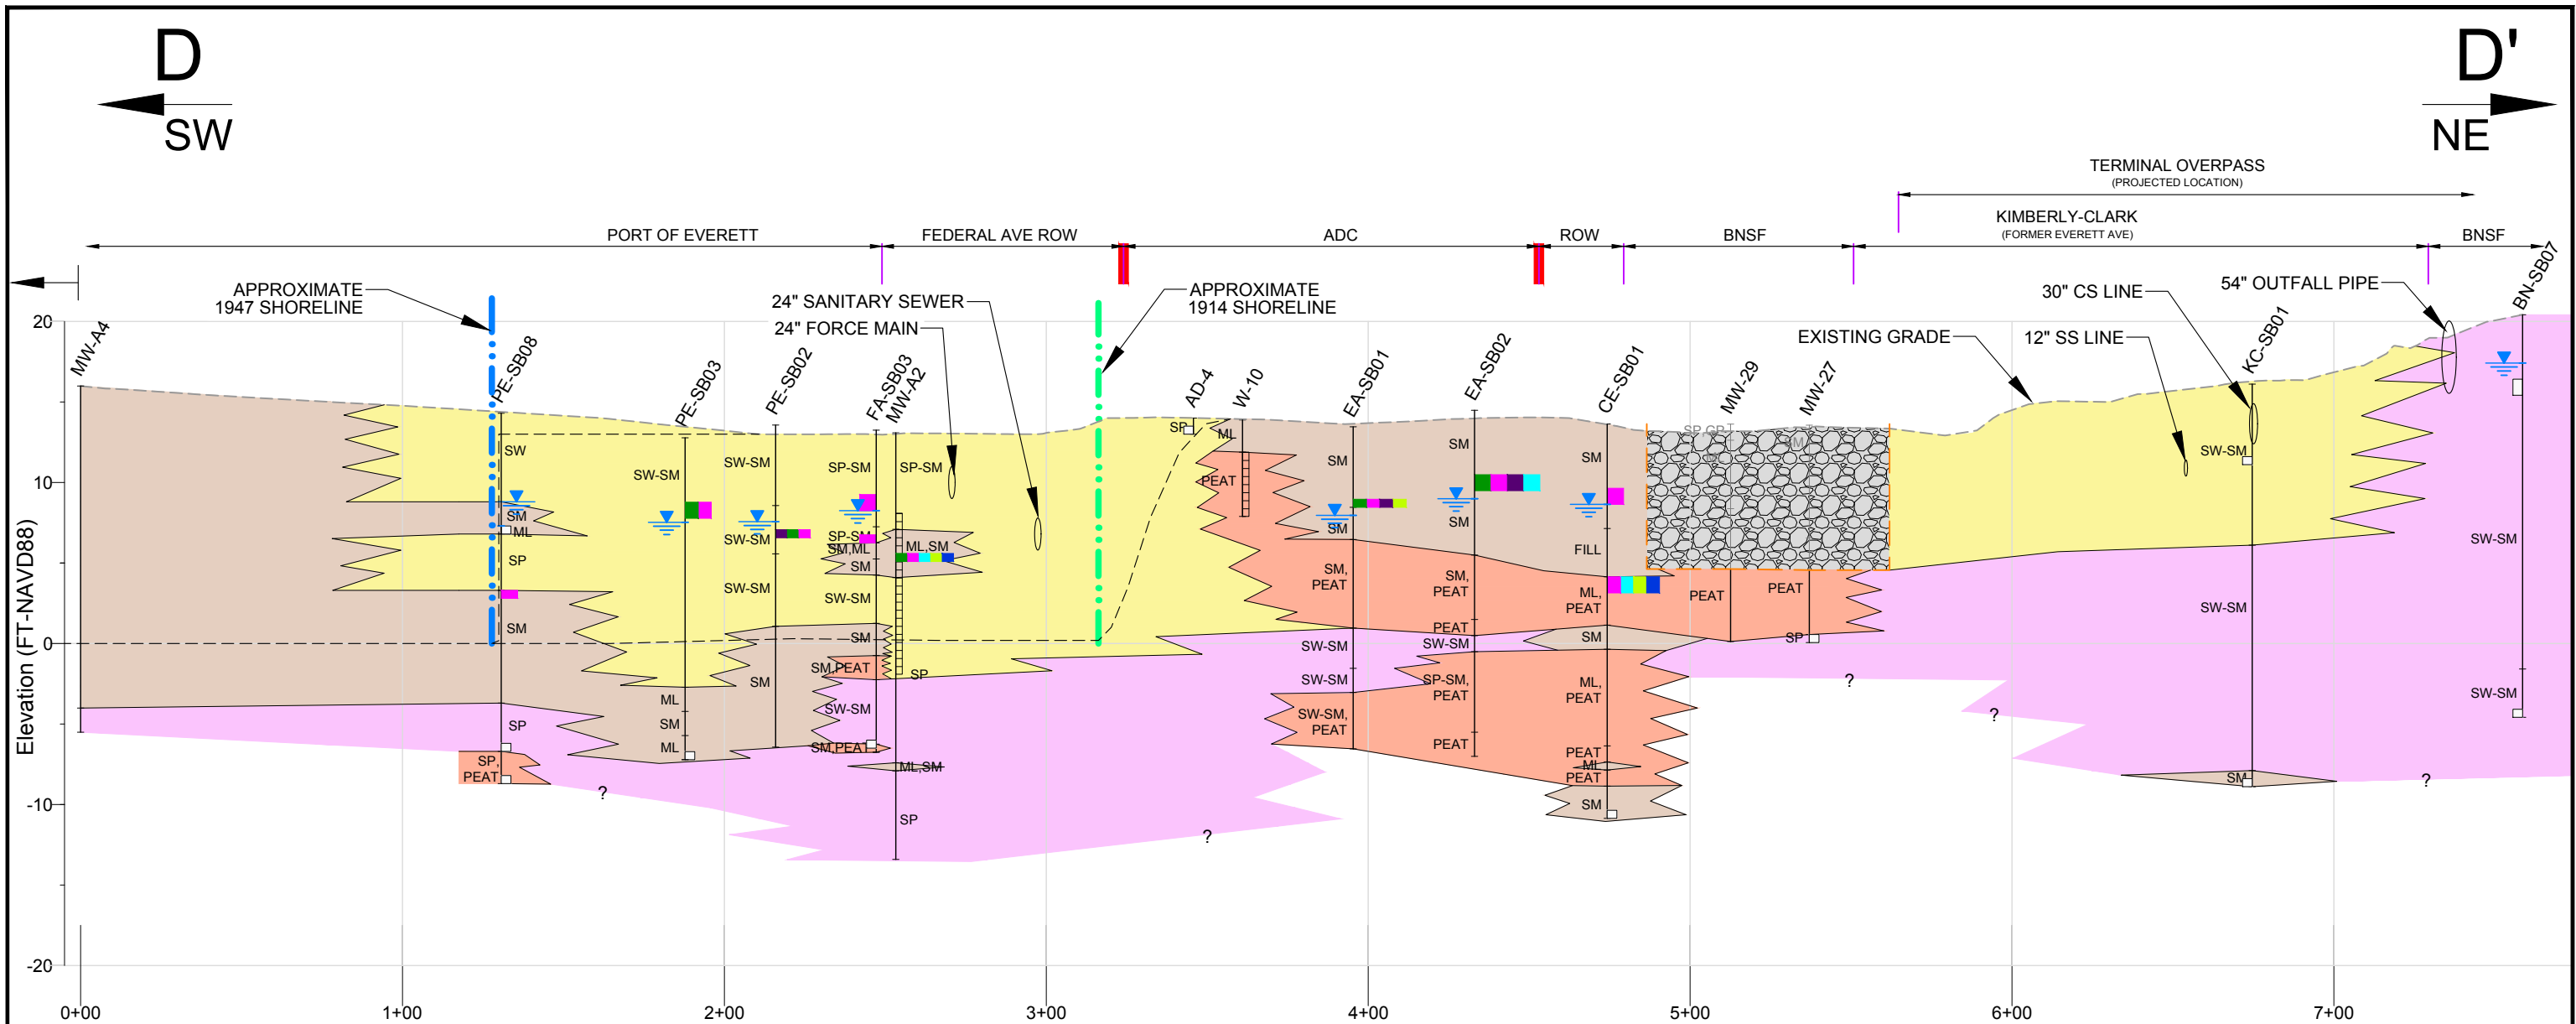 D
D'
SW
NE
TERMINAL OVERPASS
(PROJECTED LOCATION)
PORT OF EVERETT
FEDERAL AVE ROW
ADC
ROW
BNSF
KIMBERLY-CLARK
(FORMER EVERETT AVE)
BNSF
APPROXIMATE
1947 SHORELINE
24" SANITARY SEWER
24" FORCE MAIN
APPROXIMATE
1914 SHORELINE
EXISTING GRADE
30" CS LINE
12" SS LINE
54" OUTFALL PIPE
MW-A4
PE-SB08
PE-SB03
PE-SB02
FA-SB03
MW-A2
AD-4
W-10
EA-SB01
EA-SB02
CE-SB01
MW-29
MW-27
KC-SB01
BN-SB07
Elevation (FT-NAVD88)
20
10
0
-10
-20
SW
SM
ML
SP
SM
SP
SP,
PEAT
SW-SM
ML
SM
ML
SW-SM
SW-SM
SW-SM
SM
SP-SM
SP-SM
SM,ML
SM
SW-SM
SM
SM,PEAT
SW-SM
SM,PEAT
SP-SM
ML,SM
SP
ML,SM
SP
SP
ML
PEAT
SM
SM
SM,
PEAT
SW-SM
SW-SM
SW-SM,
PEAT
SM
SM
SM,
PEAT
PEAT
SW-SM
SP-SM,
PEAT
PEAT
SM
FILL
ML,
PEAT
SM
ML,
PEAT
PEAT
ML
PEAT
SM
SP,GP
PEAT
SM
PEAT
SP
SW-SM
SW-SM
SM
SW-SM
SW-SM
?
?
?
?
?
0+00
1+00
2+00
3+00
4+00
5+00
6+00
7+00